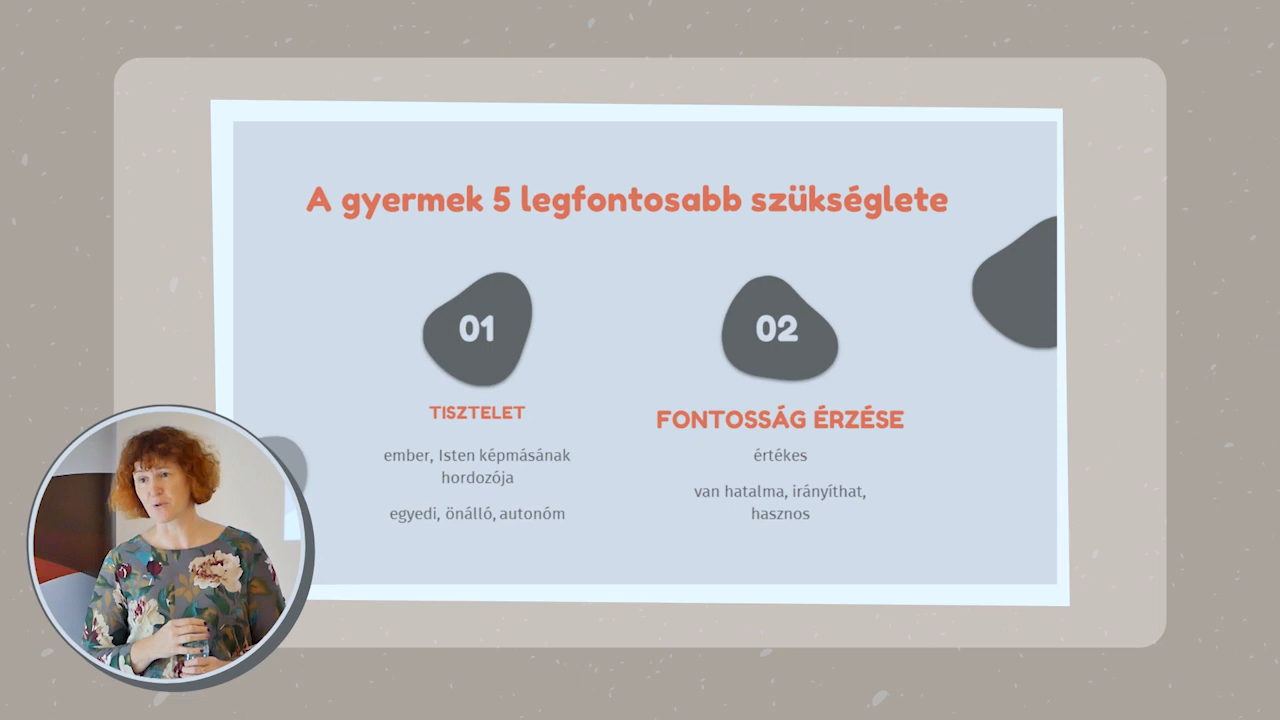 A gyermek 5 legfontosabb szükséglete
01
TISZTELET
ember, Isten képmásának
hordozója
egyedi, önálló, autonóm
02
FONTOSSÁG ÉRZÉSE
értékes
van hatalma, irányíthat,
hasznos